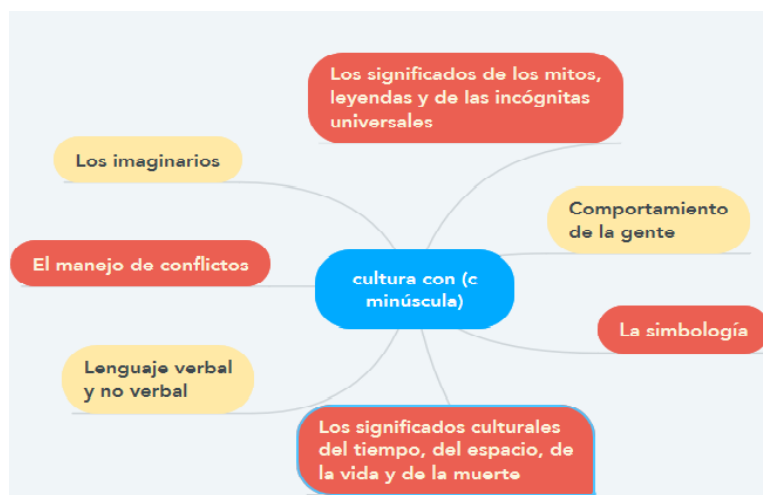 Los significados de los mitos,
leyendas y de las incógnitas
universales
Los imaginarios
Comportamiento
de la gente
El manejo de conflictos
cultura con (c
minúscula)
La simbología
Lenguaje verbal
y no verbal
Los significados culturales
del tiempo, del espacio, de
la vida y de la muerte